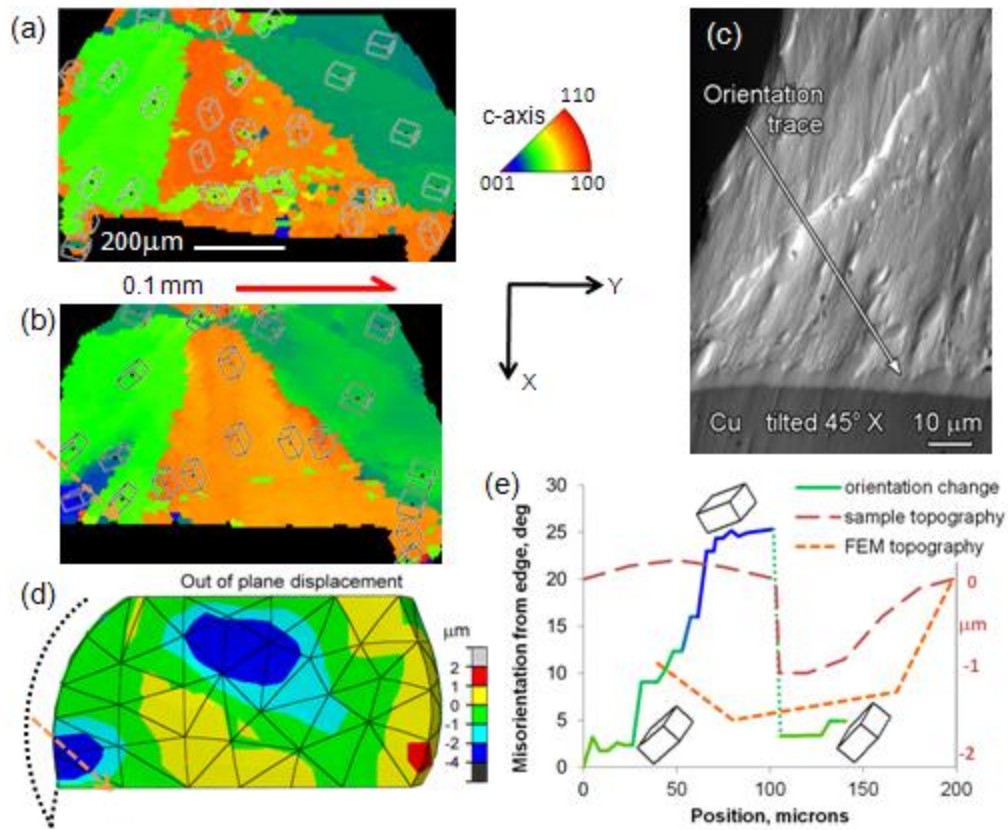 (a)
200μm
c-axis
110
001
100
(c)
Orientation
trace
Cu tilted 45° X 10 μm
0.1 mm
Y
X
(b)
(d)
Out of plane displacement
μm
2
1
0
-1
-2
-4
(e)
Misorientation from edge, deg
30
25
20
15
10
5
0
orientation change
sample topography
FEM topography
0
μm
-1
-2
0
50
100
150
200
Position, microns